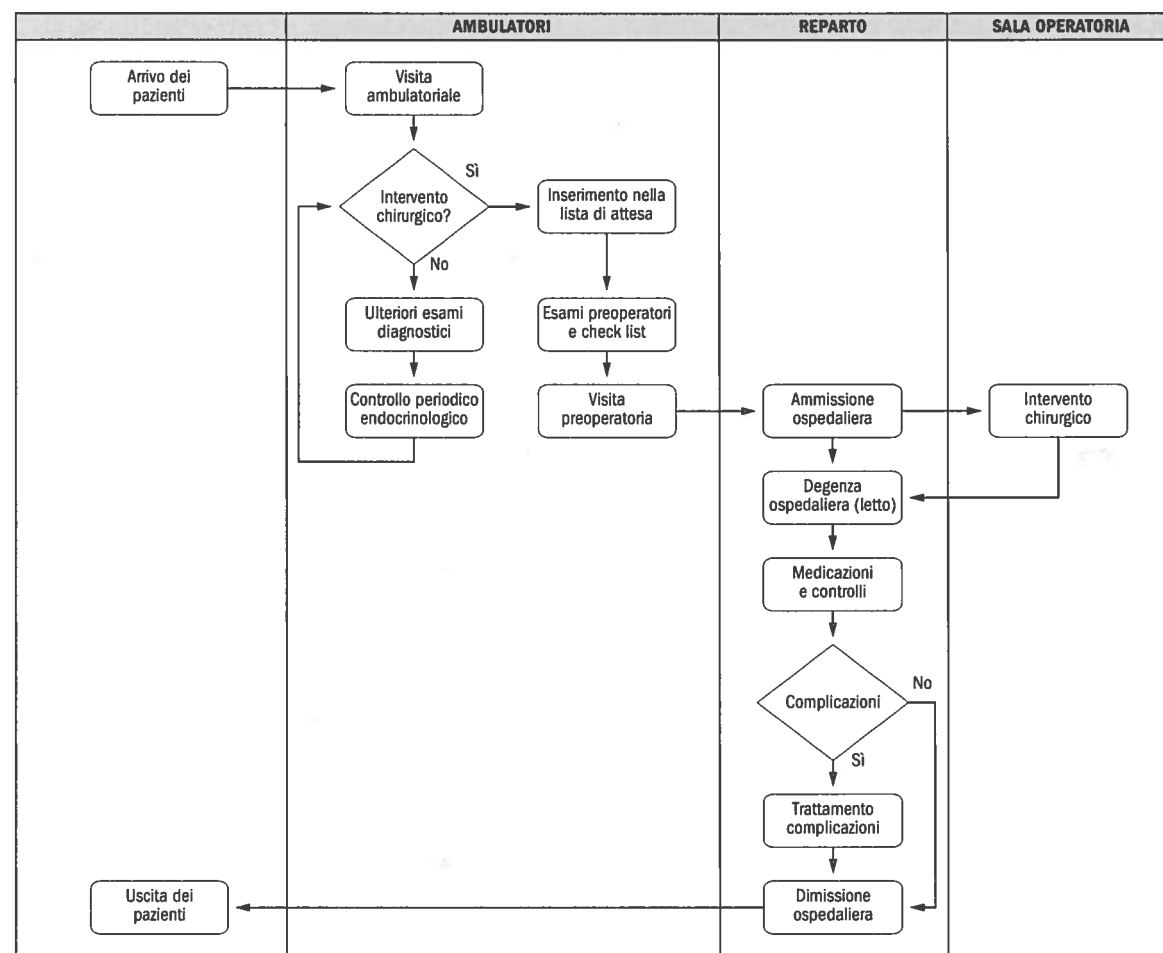 AMBULATORI
REPARTO
SALA OPERATORIA
Arrivo dei
pazienti
Visita
ambulatoriale
Intervento
chirurgico?
Sì
No
Inserimento nella
lista di attesa
Ulteriori esami
diagnostici
Esami preoperatori
e check list
Controllo periodico
endocrinologico
Visita
preoperatoria
Ammissione
ospedaliera
Intervento
chirurgico
Degenza
ospedaliera (letto)
Medicazioni
e controlli
Complicazioni
No
Sì
Trattamento
complicazioni
Dimissione
ospedaliera
Uscita dei
pazienti